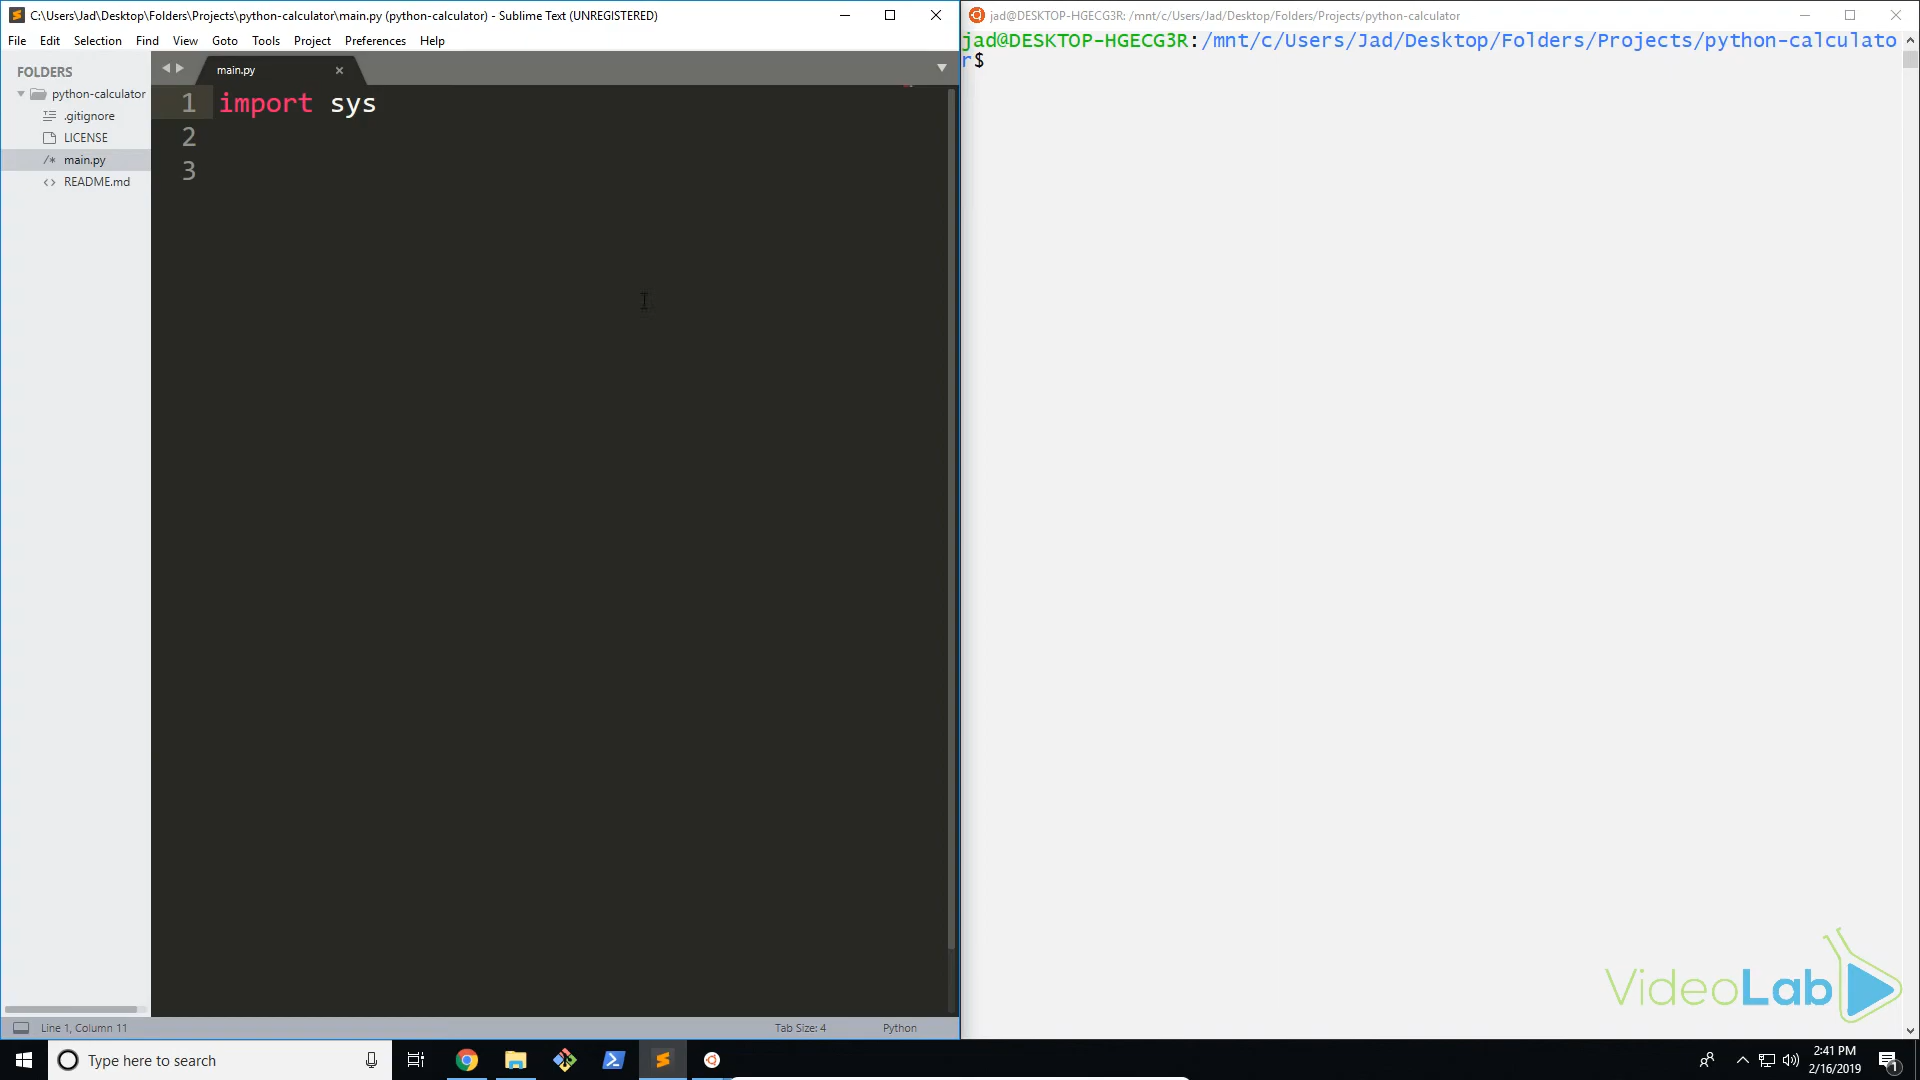 C:\Users\Jad\Desktop\Folders\Projects\python-calculator\main.py (python-calculator) - Sublime Text (UNREGISTERED)
File Edit Selection Find View Goto Tools Project Preferences Help
FOLDERS
python-calculator
.gitignore
LICENSE
main.py
README.md
main.py
1 import sys
2
3
Line 1, Column 11
Tab Size: 4
Python
jad@DESKTOP-HGECG3R: /mnt/c/Users/Jad/Desktop/Folders/Projects/python-calculator
jad@DESKTOP-HGECG3R:/mnt/c/Users/Jad/Desktop/Folders/Projects/python-calculato
r$
VideoLab
Type here to search
2:41 PM
2/16/2019
1